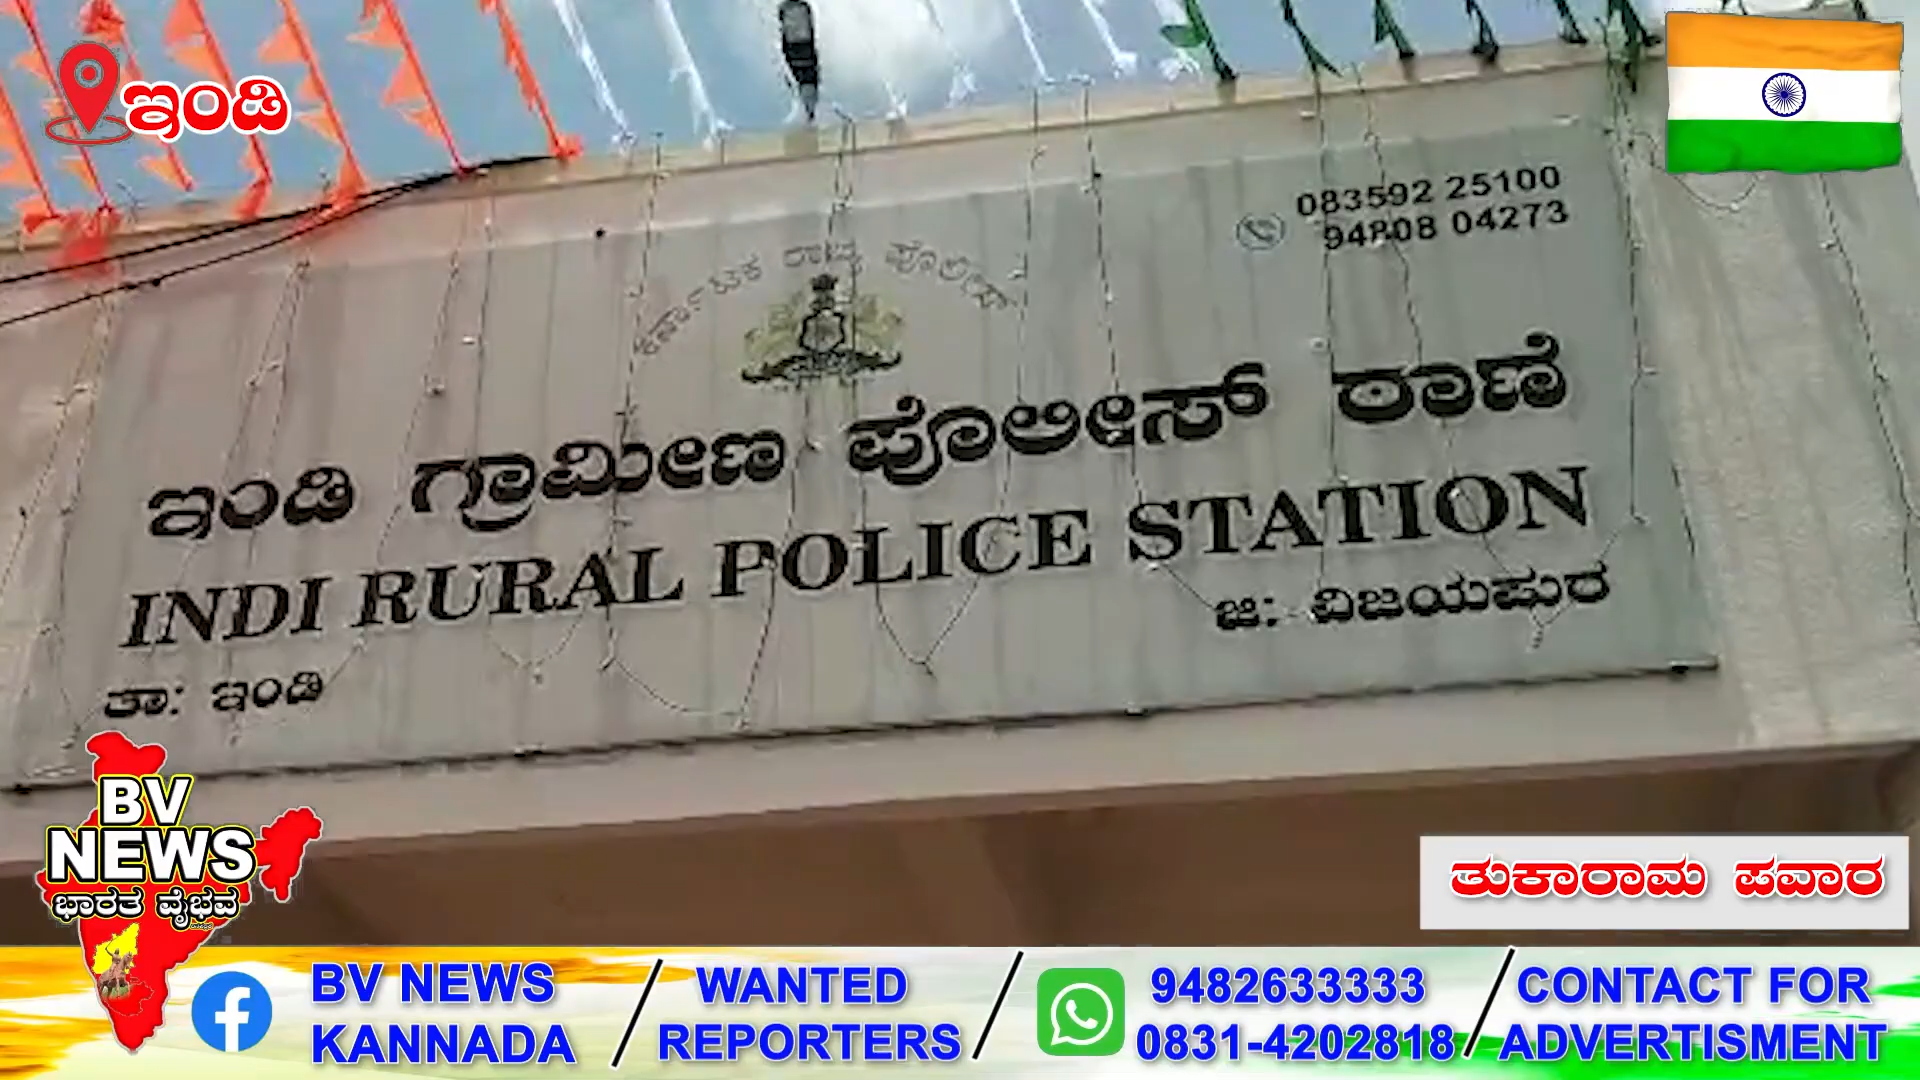 ಇಂಡಿ
083592 25100
94808 04273
ಕರ್ನಾಟಕ ರಾಜ್ಯ ಪೊಲೀಸ್
ಇಂಡಿ ಗ್ರಾಮೀಣ ಪೊಲೀಸ್ ಠಾಣೆ
INDI RURAL POLICE STATION
ಜಿ: ವಿಜಯಪುರ
ತಾ: ಇಂಡಿ
BV
NEWS
ಭಾರತ ವೈಭವ
ತುಕಾರಾಮ ಪವಾರ
BV NEWS
KANNADA
WANTED
REPORTERS
9482633333
0831-4202818
CONTACT FOR
ADVERTISMENT